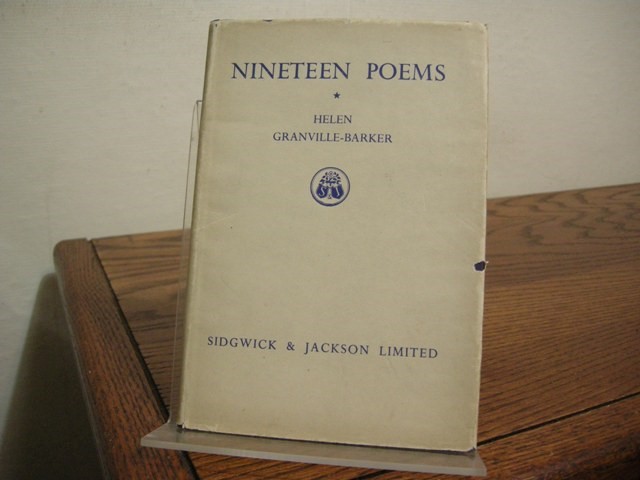 NINETEEN POEMS
HELEN
GRANVILLE-BARKER
SIDGWICK & JACKSON LIMITED